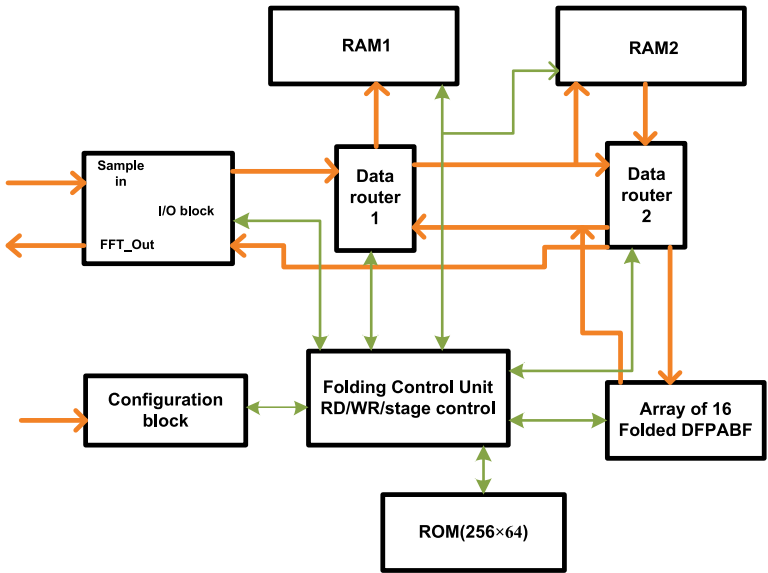 RAM1
RAM2
Sample
in
I/O block
FFT_Out
Data
router
1
Data
router
2
Configuration
block
Folding Control Unit
RD/WR/stage control
Array of 16
Folded DFPABF
ROM(256×64)